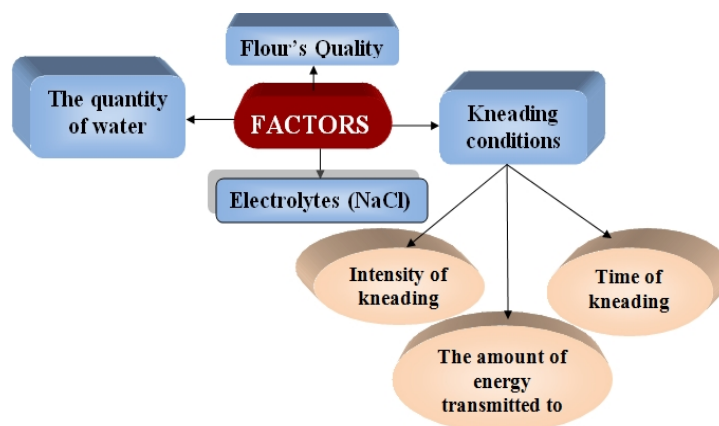 Flour's Quality
The quantity
of water
FACTORS
Kneading
conditions
Electrolytes (NaCl)
Intensity of
kneading
Time of
kneading
The amount of
energy
transmitted to